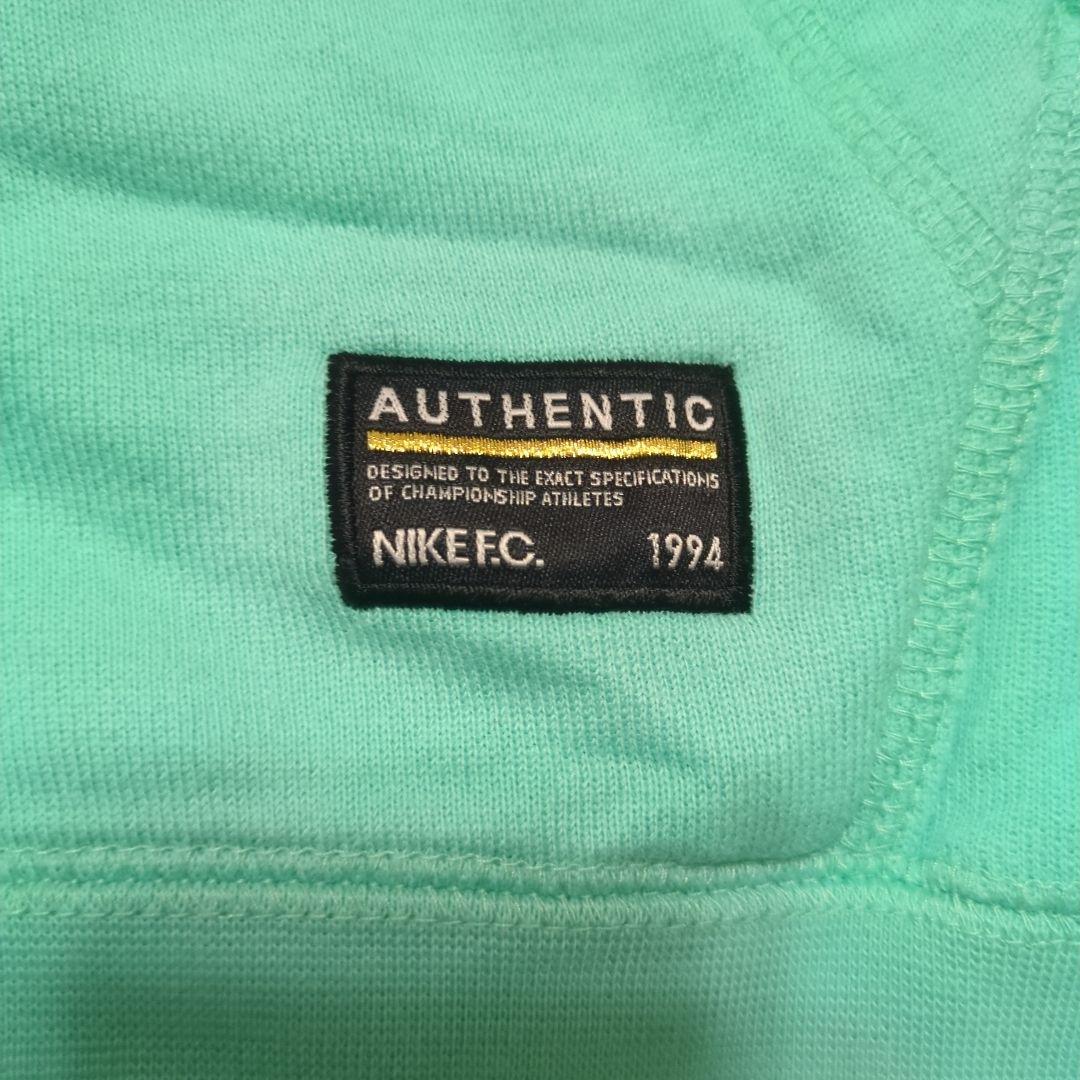 AUTHENTIC
DESIGNED TO THE EXACT SPECIFICATIONS
OF CHAMPIONSHIP ATHLETES
NIKE F.C. 1994